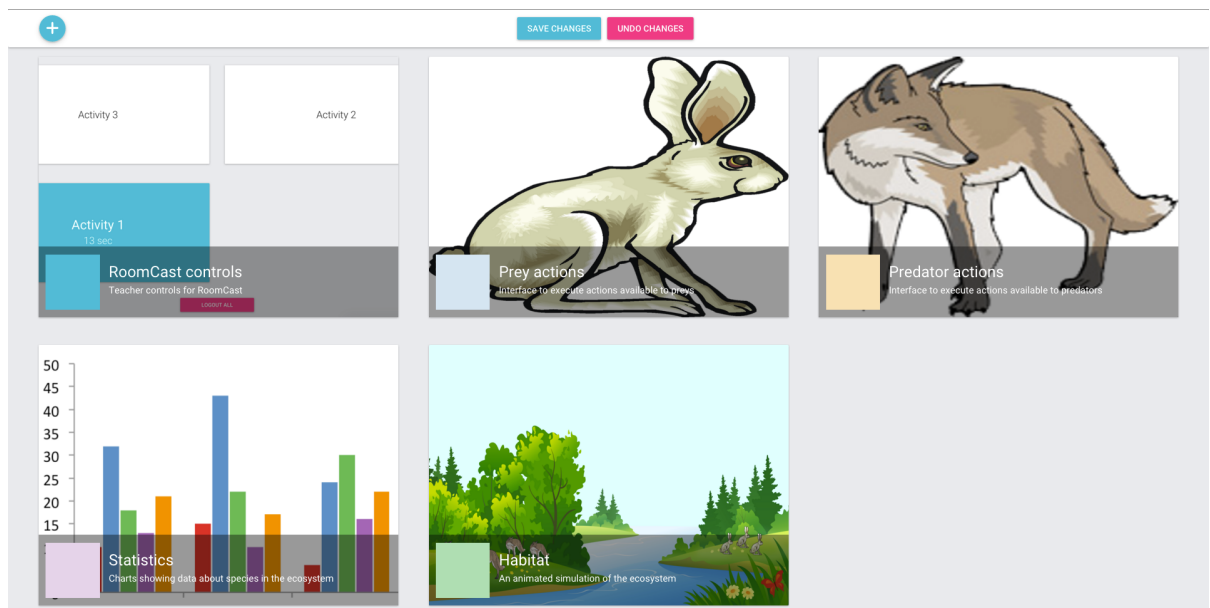 +
SAVE CHANGES UNDO CHANGES
Activity 3 Activity 2
Activity 1
13 sec
RoomCast controls
Teacher controls for RoomCast
LOGOUT ALL
Prey actions
Interface to execute actions available to preys
Predator actions
Interface to execute actions available to predators
50
45
40
35
30
25
20
15
Statistics
Charts showing data about species in the ecosystem
Habitat
An animated simulation of the ecosystem